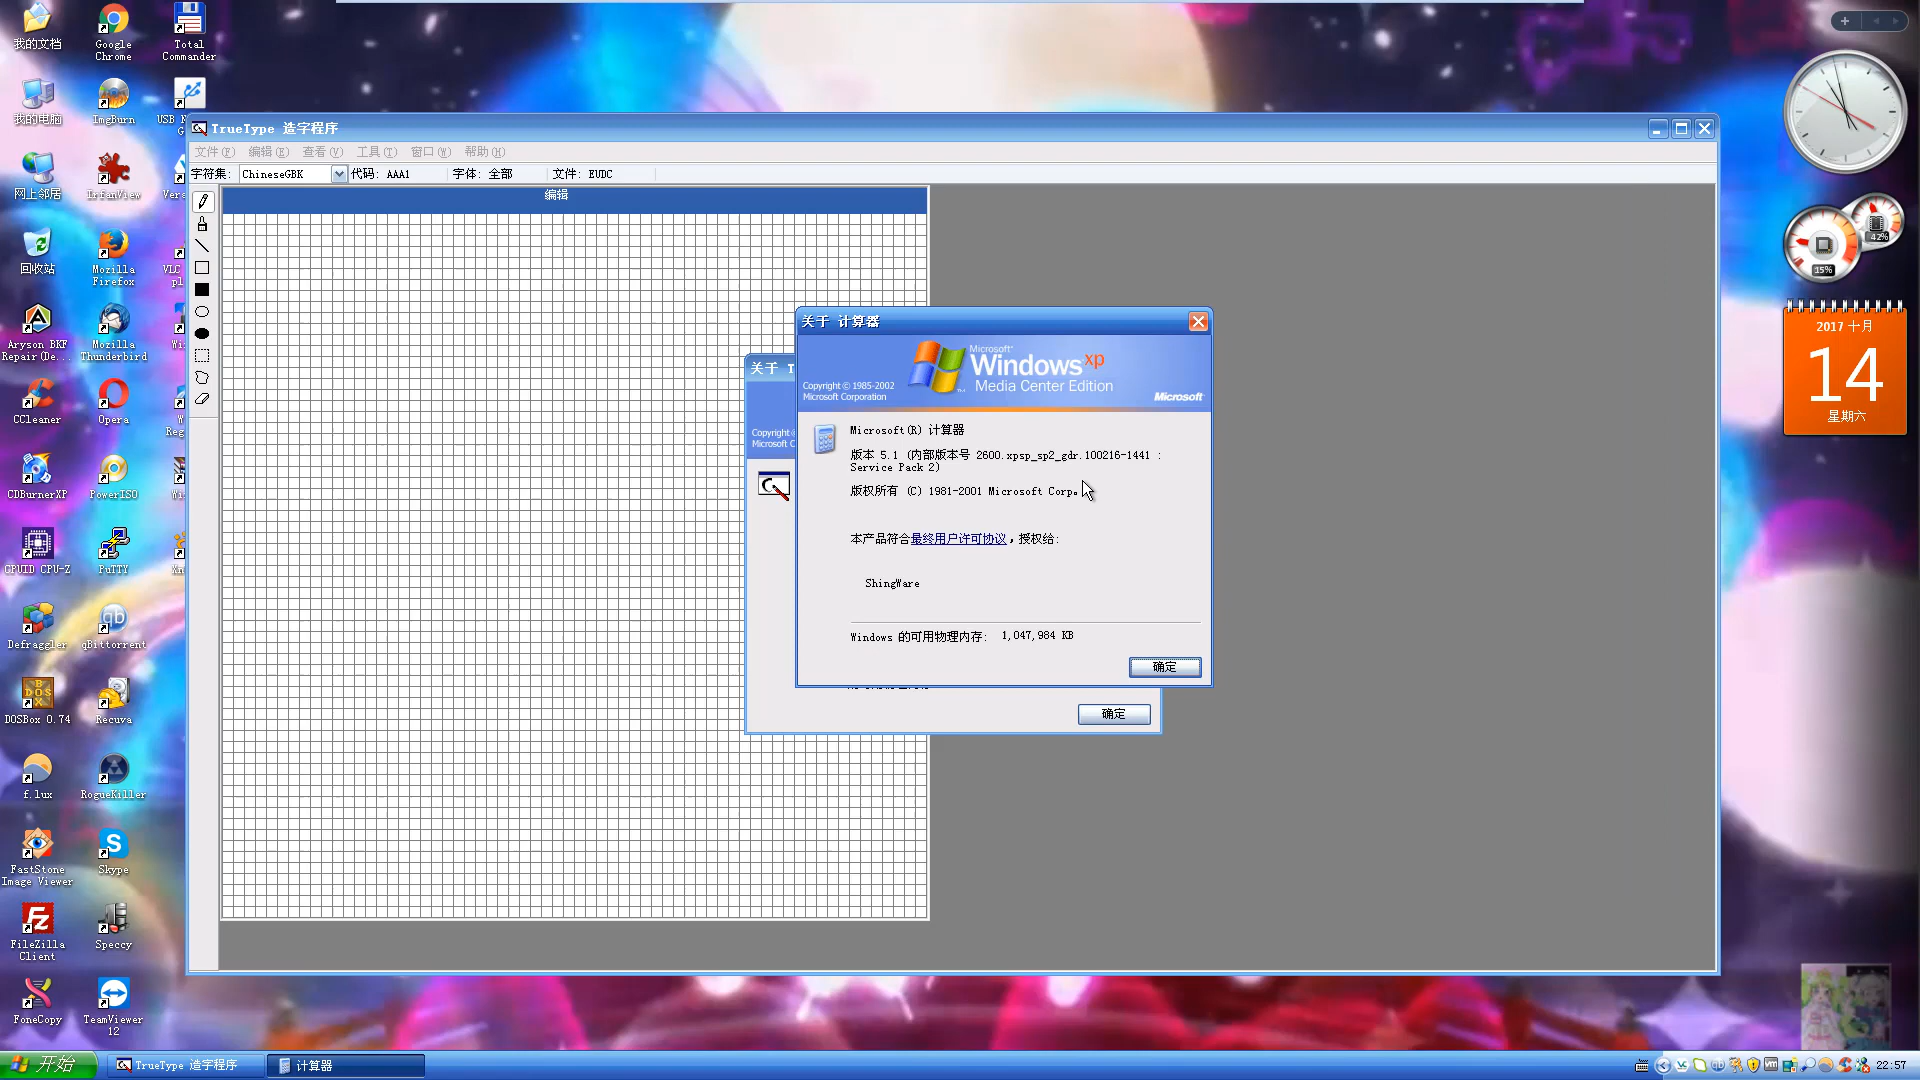 我的文档
Google Chrome
Total Commander
我的电脑
ImgBurn
USB
网上邻居
IrfanView
回收站
Mozilla Firefox
VLC
pl
Aryson BKF Repair(De...
Mozilla Thunderbird
CCleaner
Opera
Reg
CDBurnerXP
PowerISO
CPUID CPU-Z
PuTTY
Defraggler
qBittorrent
DOSBox 0.74
Recuva
f.lux
RogueKiller
FastStone Image Viewer
Skype
FileZilla Client
Speccy
FoneCopy
TeamViewer 12
TrueType 造字程序
文件(F) 编辑(E) 查看(V) 工具(T) 窗口(W) 帮助(H)
字符集: ChineseGBK 代码: AAA1 字体: 全部 文件: EUDC
编辑
关于 T
Copyright
Microsoft C
确定
关于 计算器
Microsoft®
Windows xp
Media Center Edition
Copyright © 1985-2002
Microsoft Corporation
Microsoft
Microsoft(R) 计算器
版本 5.1 (内部版本号 2600.xpsp_sp2_gdr.100216-1441 :
Service Pack 2)
版权所有 (C) 1981-2001 Microsoft Corp。
本产品符合最终用户许可协议，授权给:
ShingWare
Windows 的可用物理内存: 1,047,984 KB
确定
42%
15%
2017 十月
14
星期六
开始
TrueType 造字程序
计算器
22:57